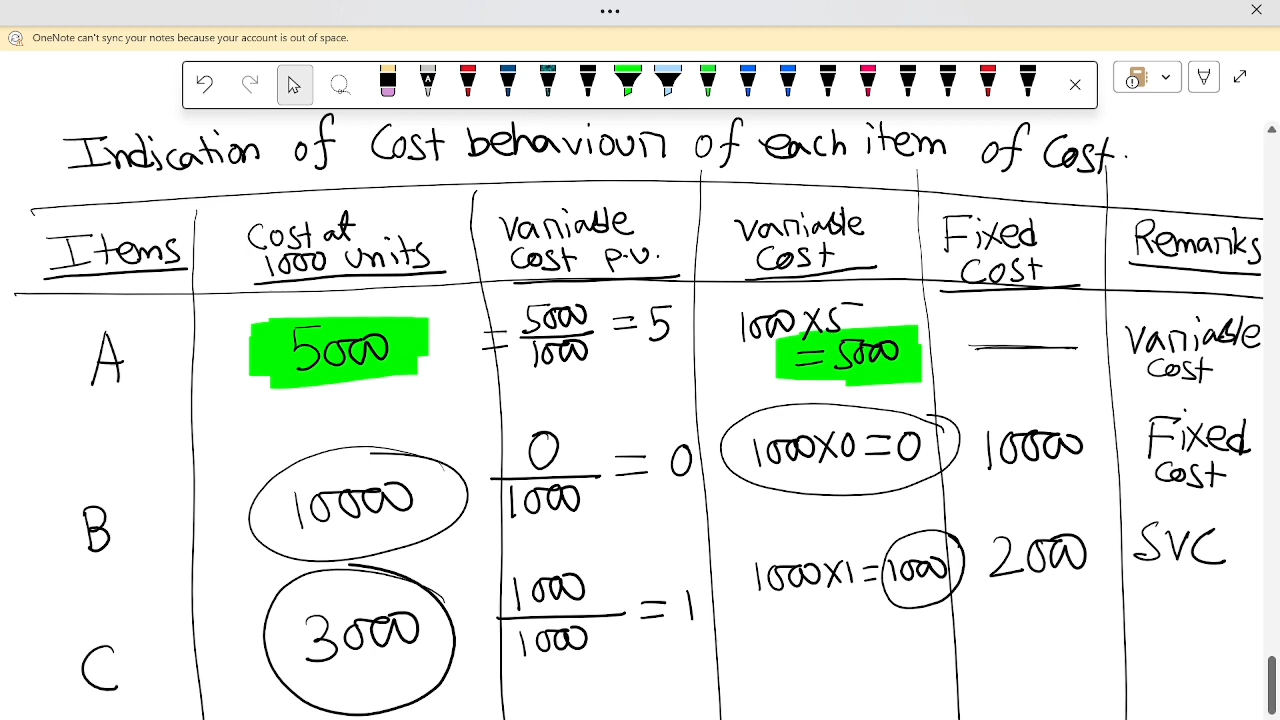 OneNote can't sync your notes because your account is out of space.
A
Indication of Cost behaviour of each item of Cost.
Items
Cost at
1000 units
variable
cost p.u.
variable
cost
Fixed
cost
Remarks
A
5000
= 5000/1000 = 5
1000×5
= 5000
—
variable
cost
B
10000
0/1000 = 0
1000×0=0
10000
Fixed
cost
C
3000
1000/1000 = 1
1000×1=1000
2000
SVC